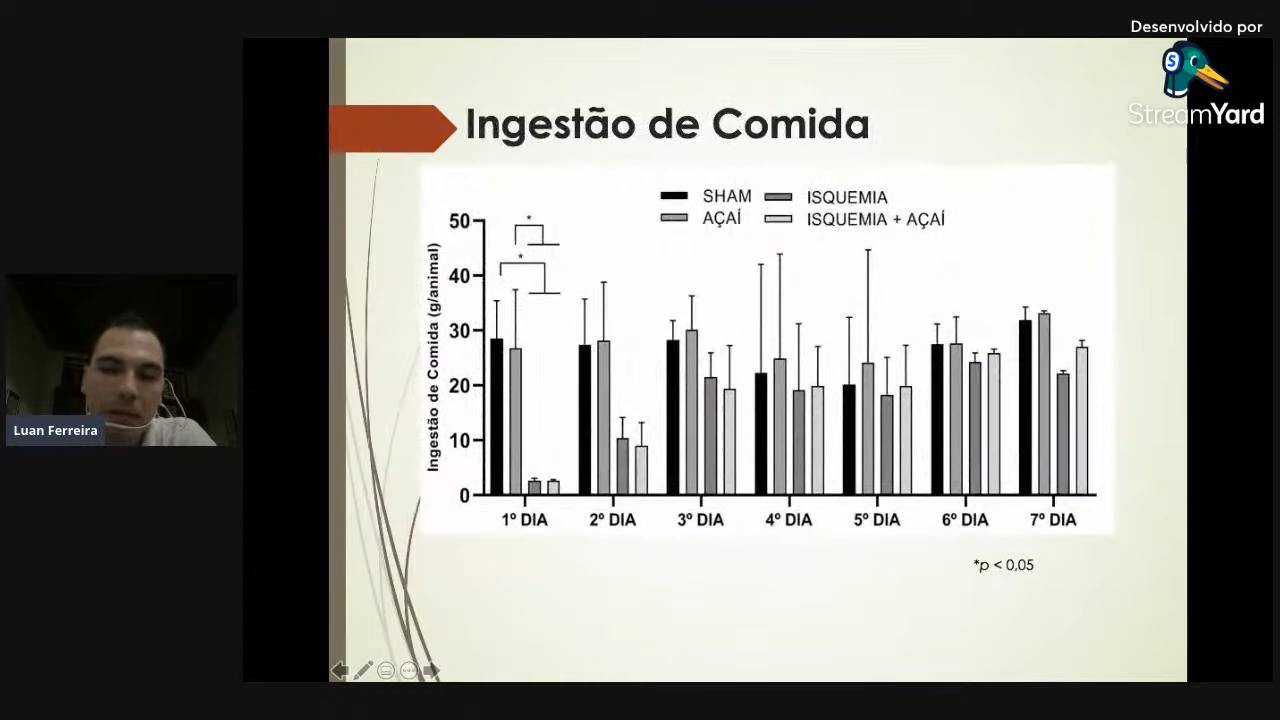 Desenvolvido por
StreamYard
Ingestão de Comida
SHAM
ISQUEMIA
AÇAÍ
ISQUEMIA + AÇAÍ
Ingestão de Comida (g/animal)
50
40
30
20
10
0
*
*
1º DIA
2º DIA
3º DIA
4º DIA
5º DIA
6º DIA
7º DIA
*p < 0,05
Luan Ferreira